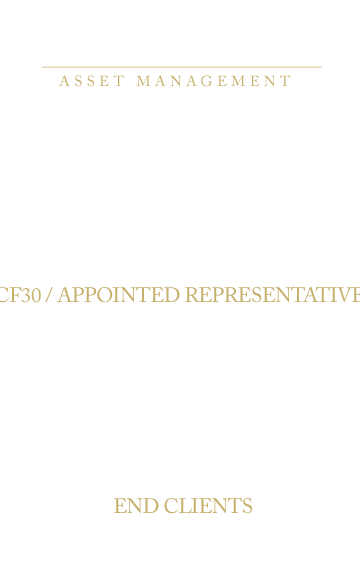 ASSET MANAGEMENT
CF30 / APPOINTED REPRESENTATIVE
END CLIENTS